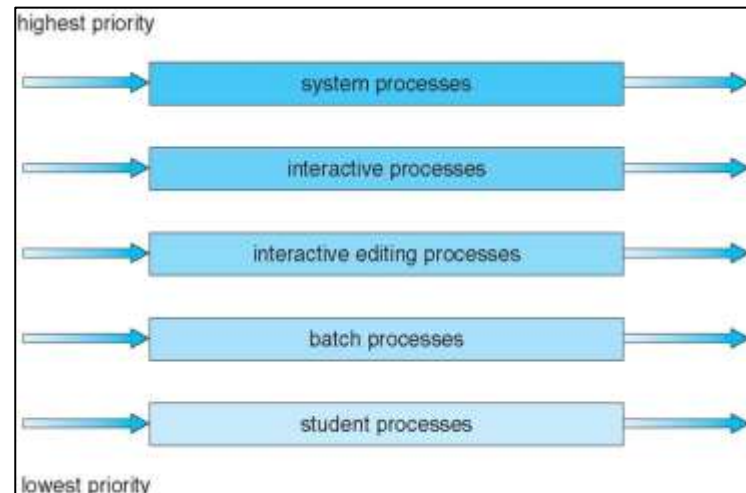 highest priority
system processes
interactive processes
interactive editing processes
batch processes
student processes
lowest priority